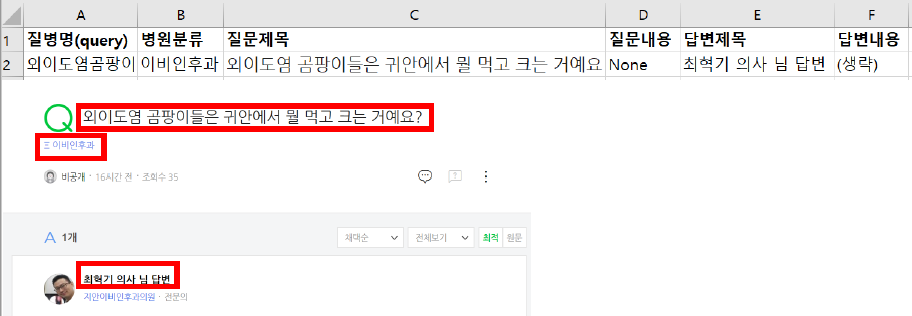 A B C D E F
1 질병명(query) 병원분류 질문제목 질문내용 답변제목 답변내용
2 외이도염곰팡이 이비인후과 외이도염 곰팡이들은 귀안에서 뭘 먹고 크는 거예요 None 최혁기 의사 님 답변 (생략)
Q 외이도염 곰팡이들은 귀안에서 뭘 먹고 크는 거예요?
이비인후과
비공개 · 16시간 전 · 조회수 35
A 1개 채택순 전체보기 최적 원문
최혁기 의사 님 답변
지안이비인후과의원 · 전문의